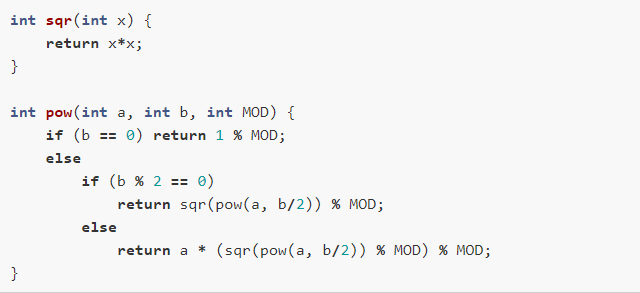 int sqr(int x) {
    return x*x;
}

int pow(int a, int b, int MOD) {
    if (b == 0) return 1 % MOD;
    else
        if (b % 2 == 0)
            return sqr(pow(a, b/2)) % MOD;
        else
            return a * (sqr(pow(a, b/2)) % MOD) % MOD;
}